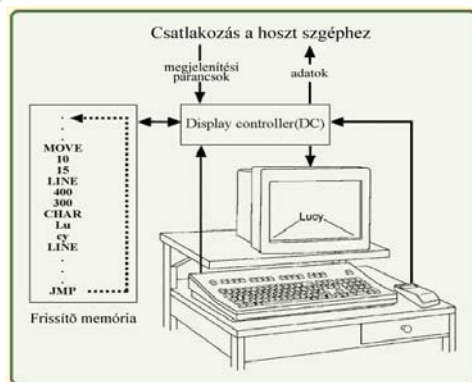 Csatlakozás a hoszt szgéphez
megjelenítési
parancsok
adatok
Display controller(DC)
.
.
.
MOVE
10
15
LINE
400
300
CHAR
Lu
cy
LINE
.
.
.
JMP
Frissítõ memória
Lucy